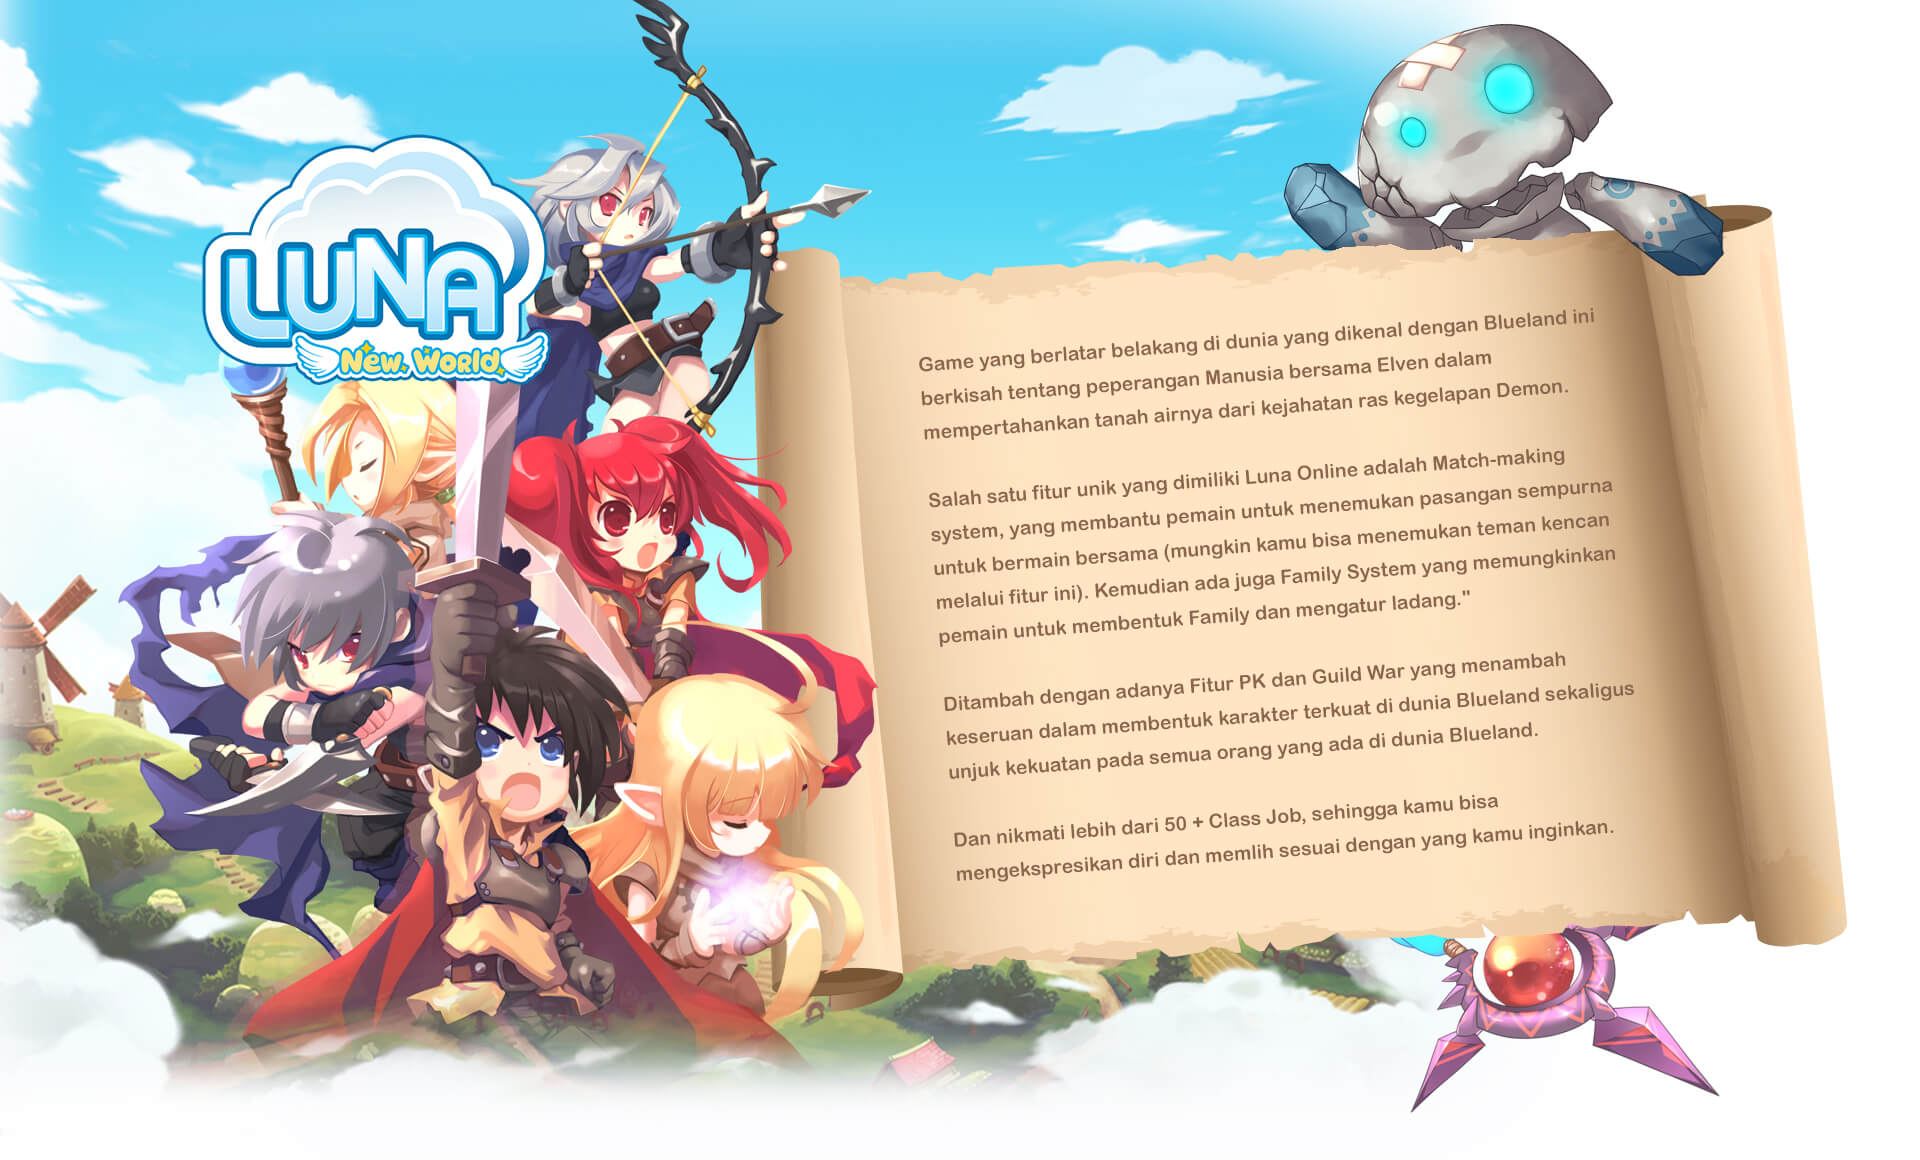 LUNA
New World
Game yang berlatar belakang di dunia yang dikenal dengan Blueland ini
berkisah tentang peperangan Manusia bersama Elven dalam
mempertahankan tanah airnya dari kejahatan ras kegelapan Demon.
Salah satu fitur unik yang dimiliki Luna Online adalah Match-making
system, yang membantu pemain untuk menemukan pasangan sempurna
untuk bermain bersama (mungkin kamu bisa menemukan teman kencan
melalui fitur ini). Kemudian ada juga Family System yang memungkinkan
pemain untuk membentuk Family dan mengatur ladang."
Ditambah dengan adanya Fitur PK dan Guild War yang menambah
keseruan dalam membentuk karakter terkuat di dunia Blueland sekaligus
unjuk kekuatan pada semua orang yang ada di dunia Blueland.
Dan nikmati lebih dari 50 + Class Job, sehingga kamu bisa
mengekspresikan diri dan memlih sesuai dengan yang kamu inginkan.